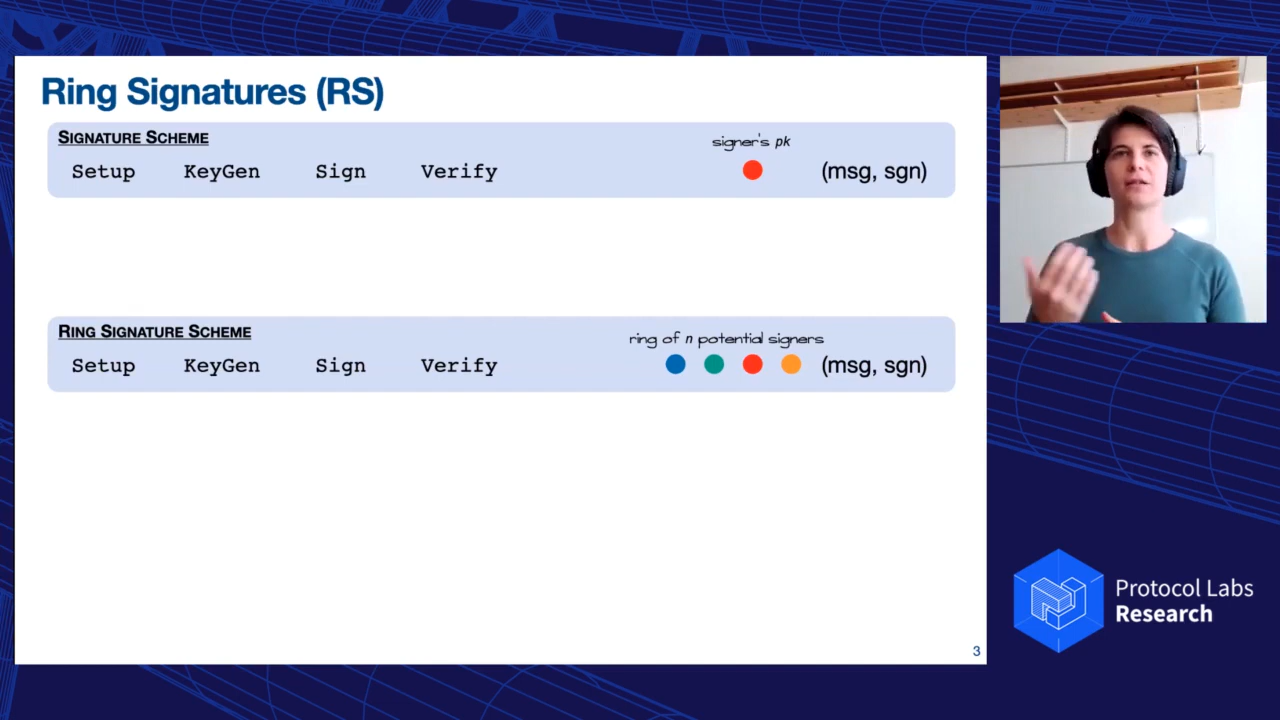 Ring Signatures (RS)
SIGNATURE SCHEME
signer's pk
Setup KeyGen Sign Verify (msg, sgn)
RING SIGNATURE SCHEME
ring of n potential signers
Setup KeyGen Sign Verify (msg, sgn)
3
Protocol Labs
Research